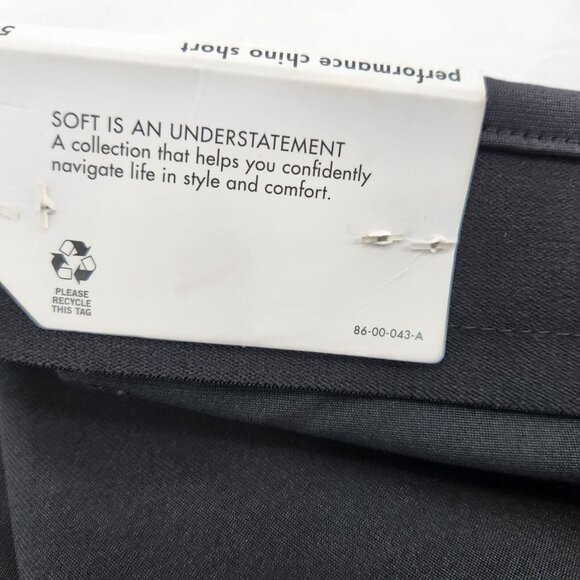 performance chino short
SOFT IS AN UNDERSTATEMENT
A collection that helps you confidently
navigate life in style and comfort.
PLEASE
RECYCLE
THIS TAG
86-00-043-A